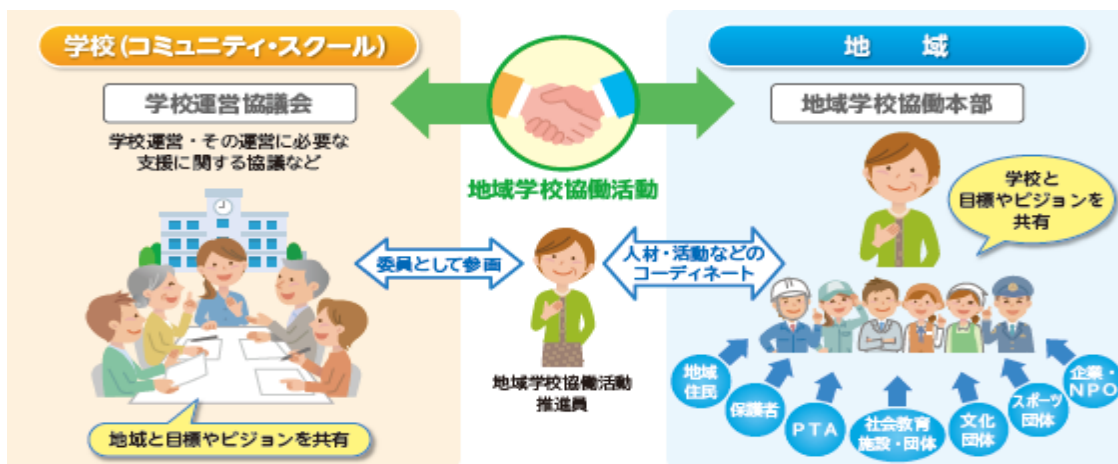 学校(コミュニティ・スクール)
学校運営協議会
学校運営・その運営に必要な
支援に関する協議など
地域と目標やビジョンを共有
地域学校協働活動
委員として参画
人材・活動などの
コーディネート
地域学校協働活動
推進員
地 域
地域学校協働本部
学校と
目標やビジョンを
共有
地域
住民
保護者
PTA
社会教育
施設・団体
文化
団体
スポーツ
団体
企業・
NPO